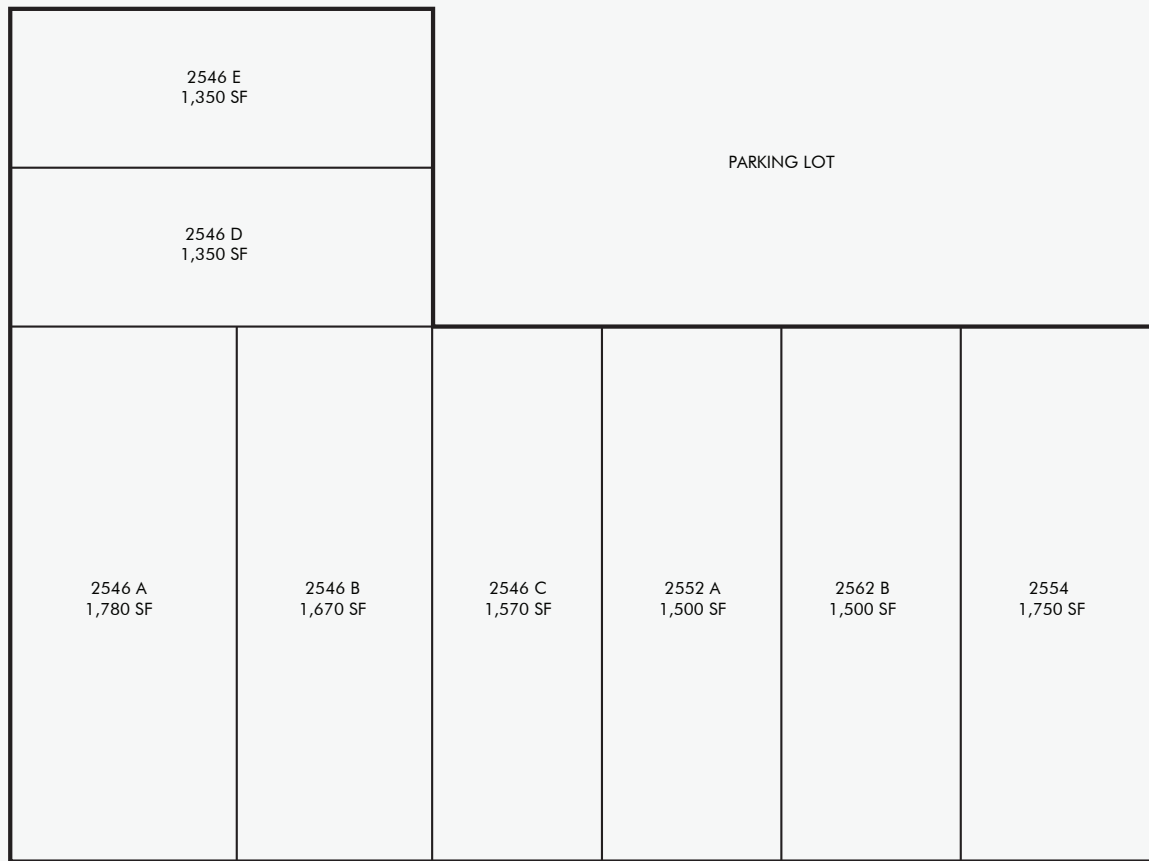 2546 E
1,350 SF
PARKING LOT
2546 D
1,350 SF
2546 A
1,780 SF
2546 B
1,670 SF
2546 C
1,570 SF
2552 A
1,500 SF
2562 B
1,500 SF
2554
1,750 SF